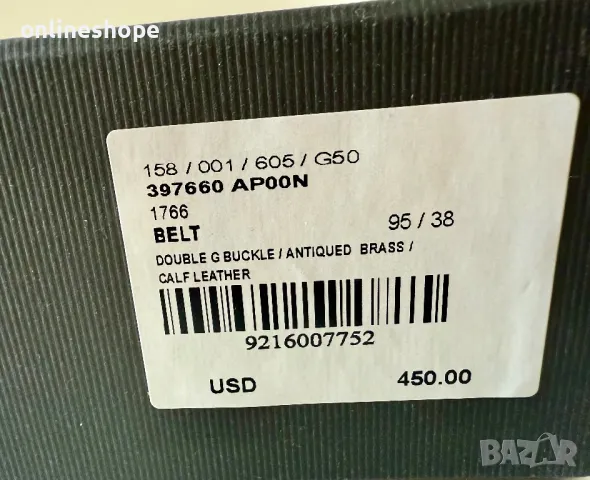 onlineshope
158 / 001 / 605 / G50
397660 AP00N
1766
BELT 95 / 38
DOUBLE G BUCKLE / ANTIQUED BRASS /
CALF LEATHER
9216007752
USD 450.00
BAZAR